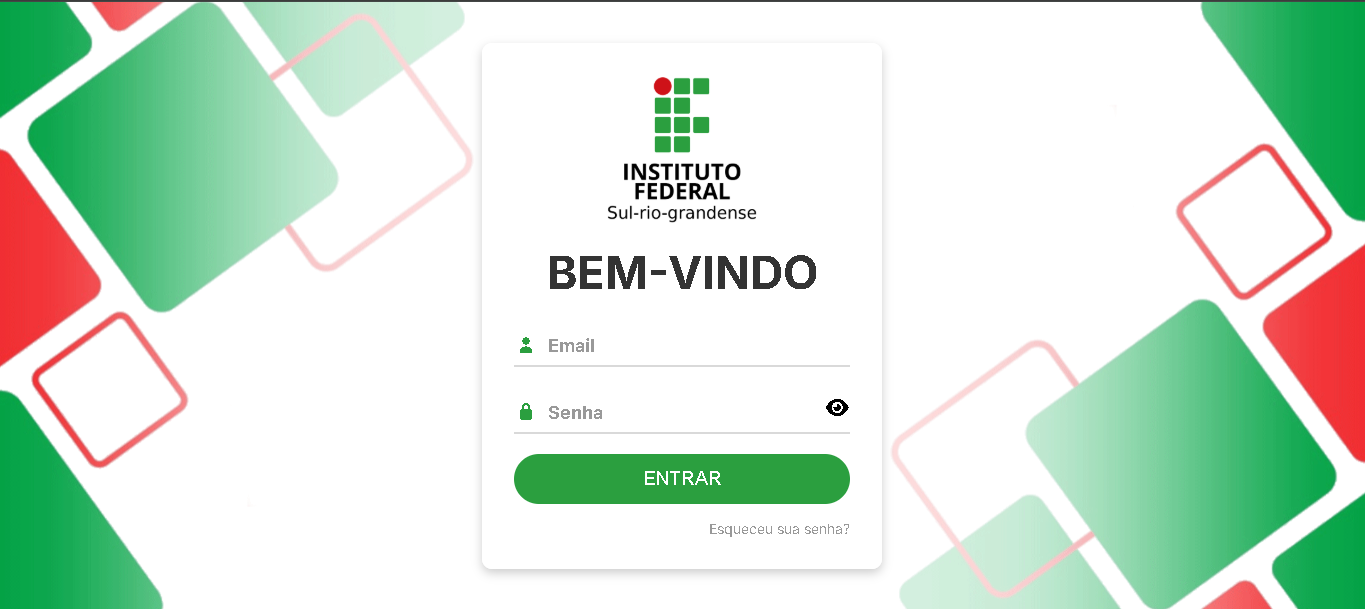 INSTITUTO
FEDERAL
Sul-rio-grandense
BEM-VINDO
Email
Senha
ENTRAR
Esqueceu sua senha?